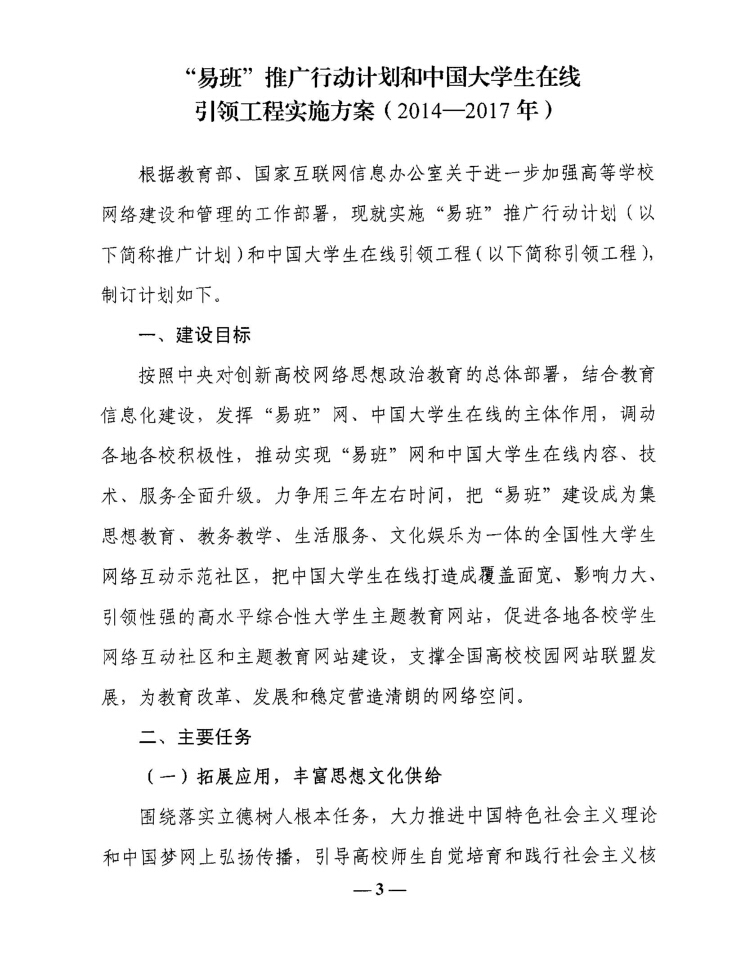 “易班”推广行动计划和中国大学生在线
引领工程实施方案（2014—2017 年）
根据教育部、国家互联网信息办公室关于进一步加强高等学校
网络建设和管理的工作部署，现就实施“易班”推广行动计划（以
下简称推广计划）和中国大学生在线引领工程（以下简称引领工程），
制订计划如下。
一、建设目标
按照中央对创新高校网络思想政治教育的总体部署，结合教育
信息化建设，发挥“易班”网、中国大学生在线的主体作用，调动
各地各校积极性，推动实现“易班”网和中国大学生在线内容、技
术、服务全面升级。力争用三年左右时间，把“易班”建设成为集
思想教育、教务教学、生活服务、文化娱乐为一体的全国性大学生
网络互动示范社区，把中国大学生在线打造成覆盖面宽、影响力大、
引领性强的高水平综合性大学生主题教育网站，促进各地各校学生
网络互动社区和主题教育网站建设，支撑全国高校校园网站联盟发
展，为教育改革、发展和稳定营造清朗的网络空间。
二、主要任务
（一）拓展应用，丰富思想文化供给
围绕落实立德树人根本任务，大力推进中国特色社会主义理论
和中国梦网上弘扬传播，引导高校师生自觉培育和践行社会主义核
— 3 —